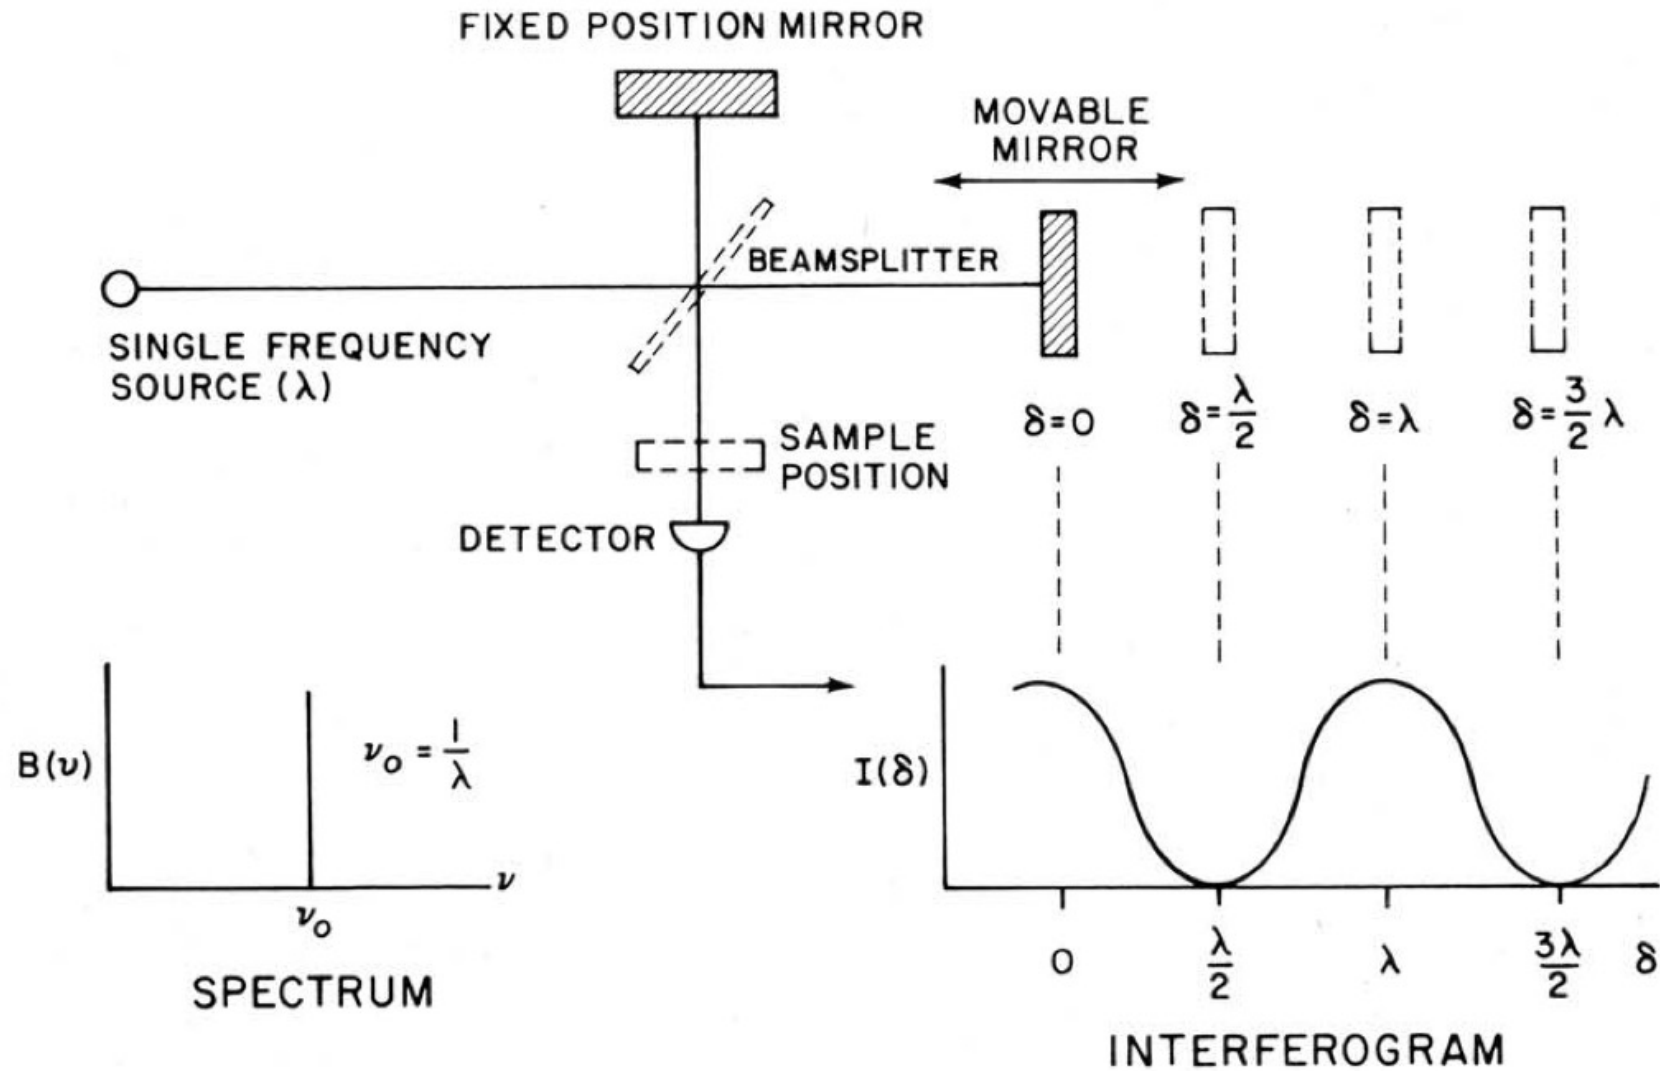 FIXED POSITION MIRROR
MOVABLE
MIRROR
BEAMSPLITTER
SINGLE FREQUENCY
SOURCE (λ)
δ=0
δ=λ/2
δ=λ
δ=3/2 λ
SAMPLE
POSITION
DETECTOR
B(ν)
ν₀ = 1/λ
ν
ν₀
SPECTRUM
I(δ)
0
λ/2
λ
3λ/2
δ
INTERFEROGRAM